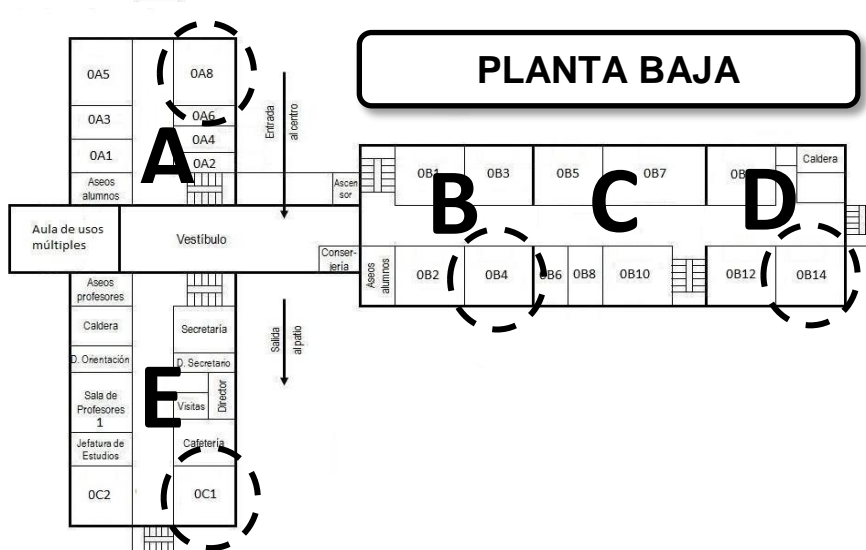 PLANTA BAJA
0A5
0A8
0A3
0A6
0A4
0A1
0A2
A
Aseos
alumnos
Entrada
al centro
Ascen
sor
Aula de usos
múltiples
Vestíbulo
Conser-
jería
0B1
0B3
0B5
0B7
Caldera
B
C
D
Aseos
alumnos
0B2
0B4
0B6
0B8
0B10
0B12
0B14
Aseos
profesores
Caldera
Secretaría
Salida
al patio
D. Orientación
D. Secretario
E
Sala de
Profesores
1
Visitas
Director
Jefatura de
Estudios
Cafetería
0C2
0C1